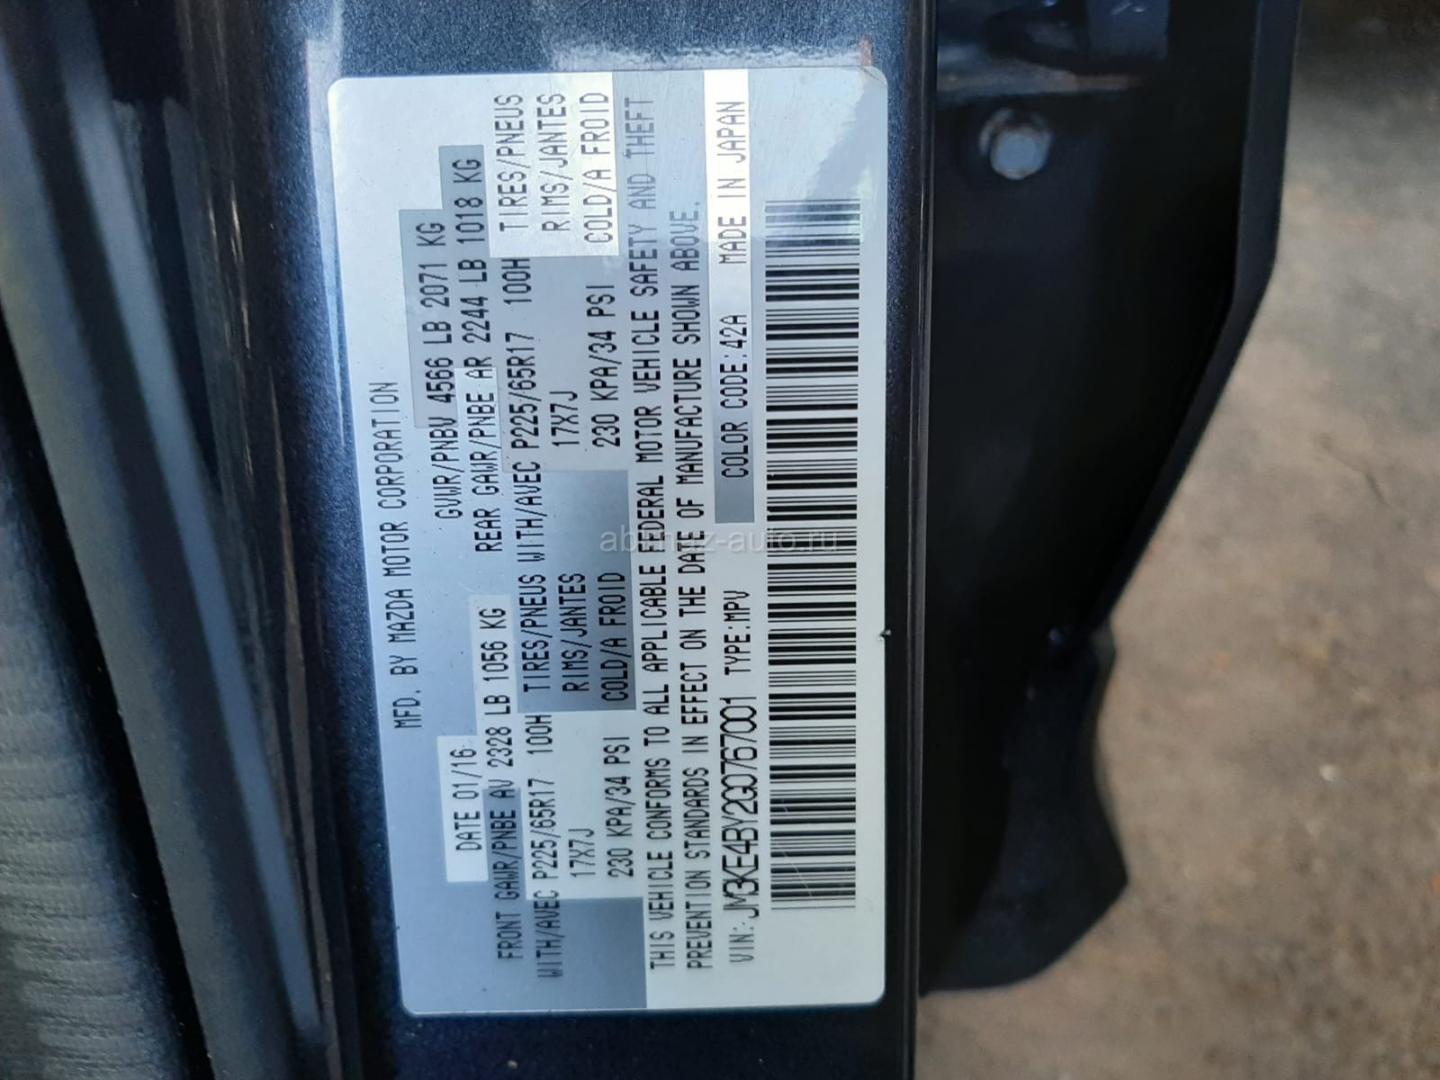 MFD. BY MAZDA MOTOR CORPORATION
DATE 01/16 GVWR/PNBV 4566 LB 2071 KG
FRONT GAWR/PNBE AV 2328 LB 1056 KG REAR GAWR/PNBE AR 2244 LB 1018 KG
WITH/AVEC P225/65R17 100H TIRES/PNEUS WITH/AVEC P225/65R17 100H TIRES/PNEUS
17X7J RIMS/JANTES 17X7J RIMS/JANTES
230 KPA/34 PSI COLD/A FROID 230 KPA/34 PSI COLD/A FROID
THIS VEHICLE CONFORMS TO ALL APPLICABLE FEDERAL MOTOR VEHICLE SAFETY AND THEFT
PREVENTION STANDARDS IN EFFECT ON THE DATE OF MANUFACTURE SHOWN ABOVE.
VIN: JM3KE4BY2G0767001 TYPE:MPV COLOR CODE:42A MADE IN JAPAN